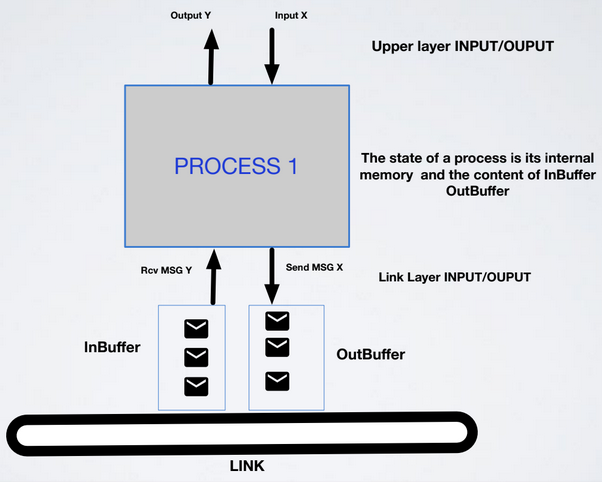 Output Y
Input X
Upper layer INPUT/OUPUT
PROCESS 1
The state of a process is its internal
memory and the content of InBuffer
OutBuffer
Rcv MSG Y
Send MSG X
Link Layer INPUT/OUPUT
InBuffer
OutBuffer
LINK